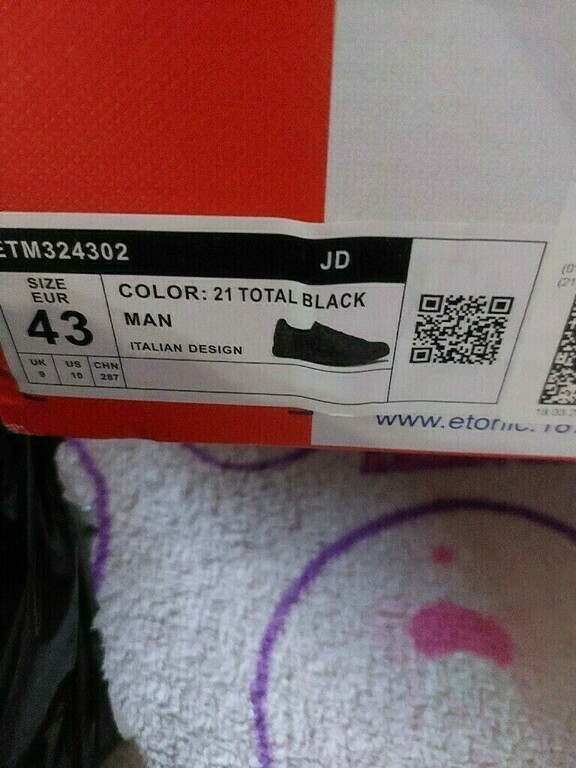 ETM324302
JD
SIZE
EUR
43
UK
9
US
10
CHN
287
COLOR: 21 TOTAL BLACK
MAN
ITALIAN DESIGN
www.etonic.